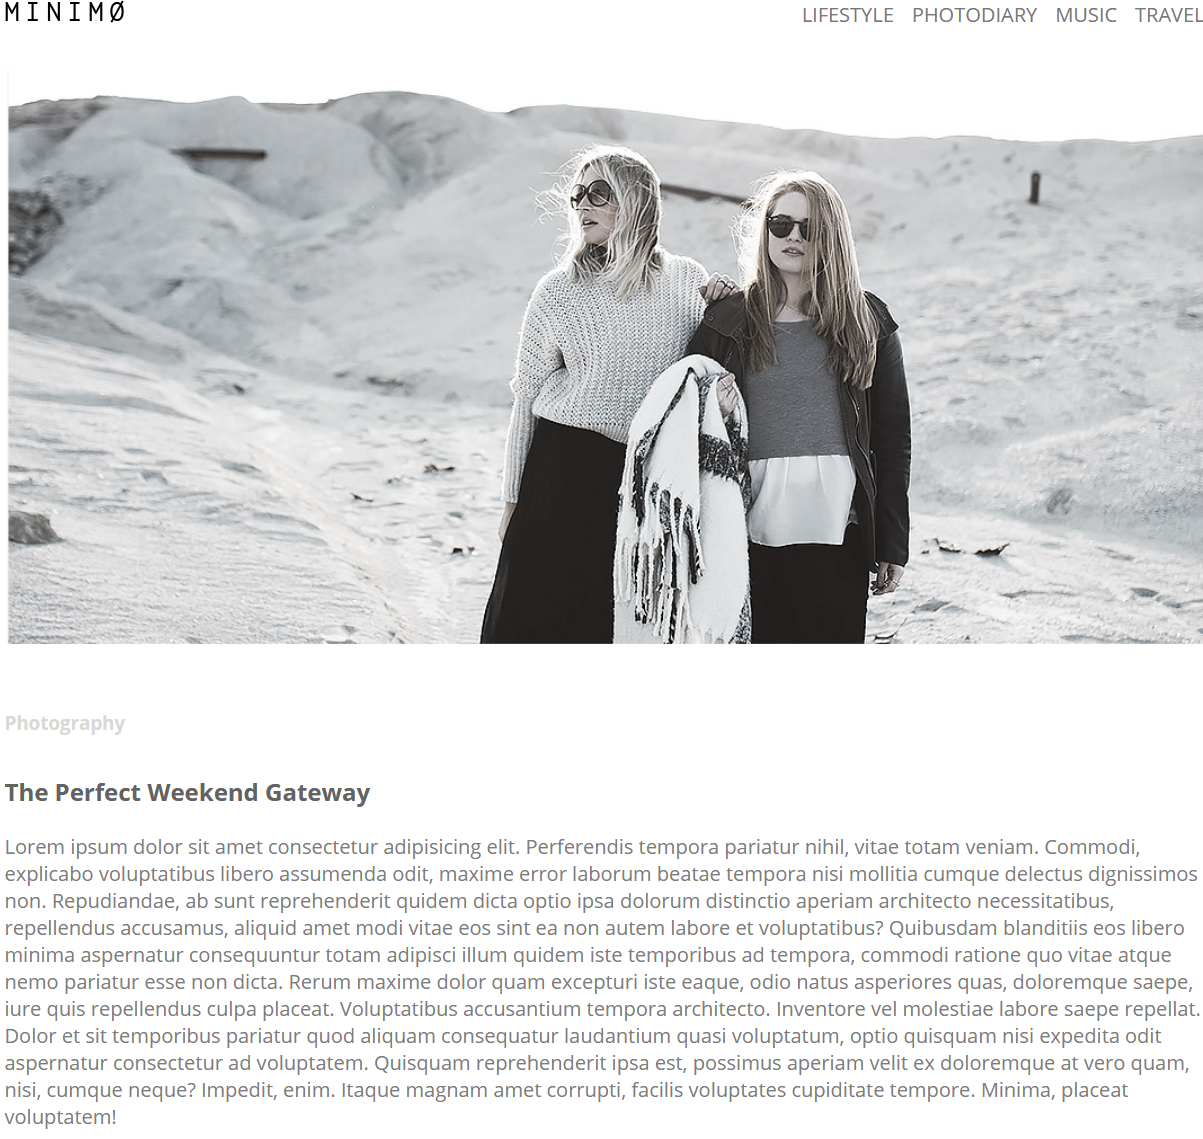 MINIMØ
LIFESTYLE PHOTODIARY MUSIC TRAVEL
Photography
The Perfect Weekend Gateway
Lorem ipsum dolor sit amet consectetur adipisicing elit. Perferendis tempora pariatur nihil, vitae totam veniam. Commodi,
explicabo voluptatibus libero assumenda odit, maxime error laborum beatae tempora nisi mollitia cumque delectus dignissimos
non. Repudiandae, ab sunt reprehenderit quidem dicta optio ipsa dolorum distinctio aperiam architecto necessitatibus,
repellendus accusamus, aliquid amet modi vitae eos sint ea non autem labore et voluptatibus? Quibusdam blanditiis eos libero
minima aspernatur consequuntur totam adipisci illum quidem iste temporibus ad tempora, commodi ratione quo vitae atque
nemo pariatur esse non dicta. Rerum maxime dolor quam excepturi iste eaque, odio natus asperiores quas, doloremque saepe,
iure quis repellendus culpa placeat. Voluptatibus accusantium tempora architecto. Inventore vel molestiae labore saepe repellat.
Dolor et sit temporibus pariatur quod aliquam consequatur laudantium quasi voluptatum, optio quisquam nisi expedita odit
aspernatur consectetur ad voluptatem. Quisquam reprehenderit ipsa est, possimus aperiam velit ex doloremque at vero quam,
nisi, cumque neque? Impedit, enim. Itaque magnam amet corrupti, facilis voluptates cupiditate tempore. Minima, placeat
voluptatem!